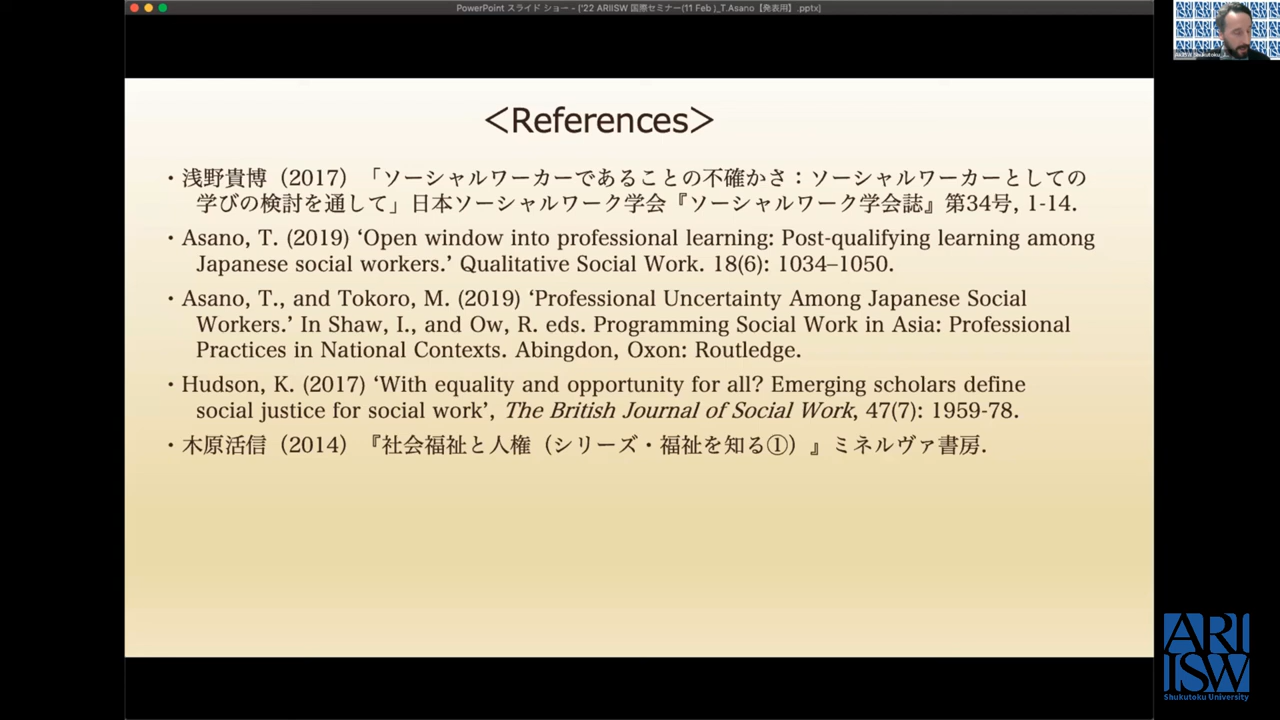 PowerPoint スライド ショー - ['22 ARIISW 国際セミナー(11 Feb )_T.Asano【発表用】.pptx]
<References>
・浅野貴博（2017）「ソーシャルワーカーであることの不確かさ：ソーシャルワーカーとしての
学びの検討を通して」日本ソーシャルワーク学会『ソーシャルワーク学会誌』第34号, 1-14.
・Asano, T. (2019) ‘Open window into professional learning: Post-qualifying learning among
Japanese social workers.’ Qualitative Social Work. 18(6): 1034–1050.
・Asano, T., and Tokoro, M. (2019) ‘Professional Uncertainty Among Japanese Social
Workers.’ In Shaw, I., and Ow, R. eds. Programming Social Work in Asia: Professional
Practices in National Contexts. Abingdon, Oxon: Routledge.
・Hudson, K. (2017) ‘With equality and opportunity for all? Emerging scholars define
social justice for social work’, The British Journal of Social Work, 47(7): 1959-78.
・木原活信（2014）『社会福祉と人権（シリーズ・福祉を知る①）』ミネルヴァ書房.
ARI
ISW
Shukutoku University